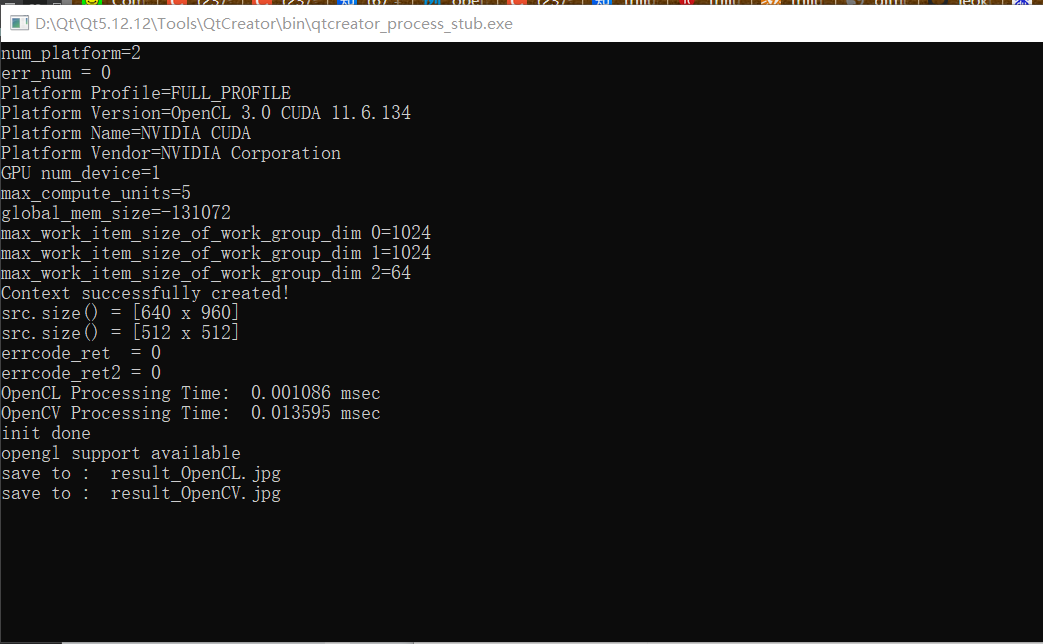 D:\Qt\Qt5.12.12\Tools\QtCreator\bin\qtcreator_process_stub.exe
num_platform=2
err_num = 0
Platform Profile=FULL_PROFILE
Platform Version=OpenCL 3.0 CUDA 11.6.134
Platform Name=NVIDIA CUDA
Platform Vendor=NVIDIA Corporation
GPU num_device=1
max_compute_units=5
global_mem_size=-131072
max_work_item_size_of_work_group_dim 0=1024
max_work_item_size_of_work_group_dim 1=1024
max_work_item_size_of_work_group_dim 2=64
Context successfully created!
src.size() = [640 x 960]
src.size() = [512 x 512]
errcode_ret  = 0
errcode_ret2 = 0
OpenCL Processing Time:  0.001086 msec
OpenCV Processing Time:  0.013595 msec
init done
opengl support available
save to :  result_OpenCL.jpg
save to :  result_OpenCV.jpg